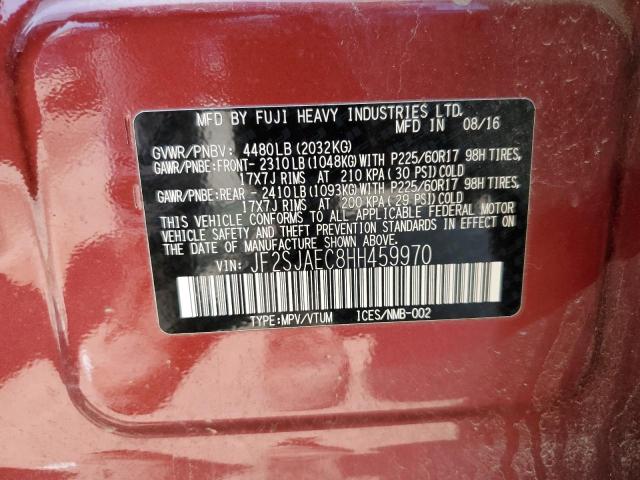 MFD BY FUJI HEAVY INDUSTRIES LTD.
MFD IN 08/16
GVWR/PNBV: 4480LB (2032KG)
GAWR/PNBE:FRONT- 2310LB (1048KG) WITH P225/60R17 98H TIRES,
17X7J RIMS AT 210 KPA ( 30 PSI) COLD
GAWR/PNBE:REAR - 2410LB (1093KG) WITH P225/60R17 98H TIRES,
17X7J RIMS AT 200 KPA ( 29 PSI) COLD
THIS VEHICLE CONFORMS TO ALL APPLICABLE FEDERAL MOTOR
VEHICLE SAFETY AND THEFT PREVENTION STANDARDS IN EFFECT ON
THE DATE OF MANUFACTURE SHOWN ABOVE.
VIN: JF2SJAEC8HH459970
TYPE:MPV/VTUM ICES/NMB-002